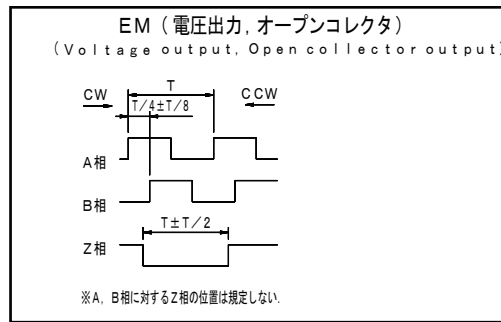 EM（電圧出力，オープンコレクタ）
(Voltage output, Open collector output)
T
CW
CCW
T/4±T/8
A相
B相
T±T/2
Z相
※A，B相に対するZ相の位置は規定しない.